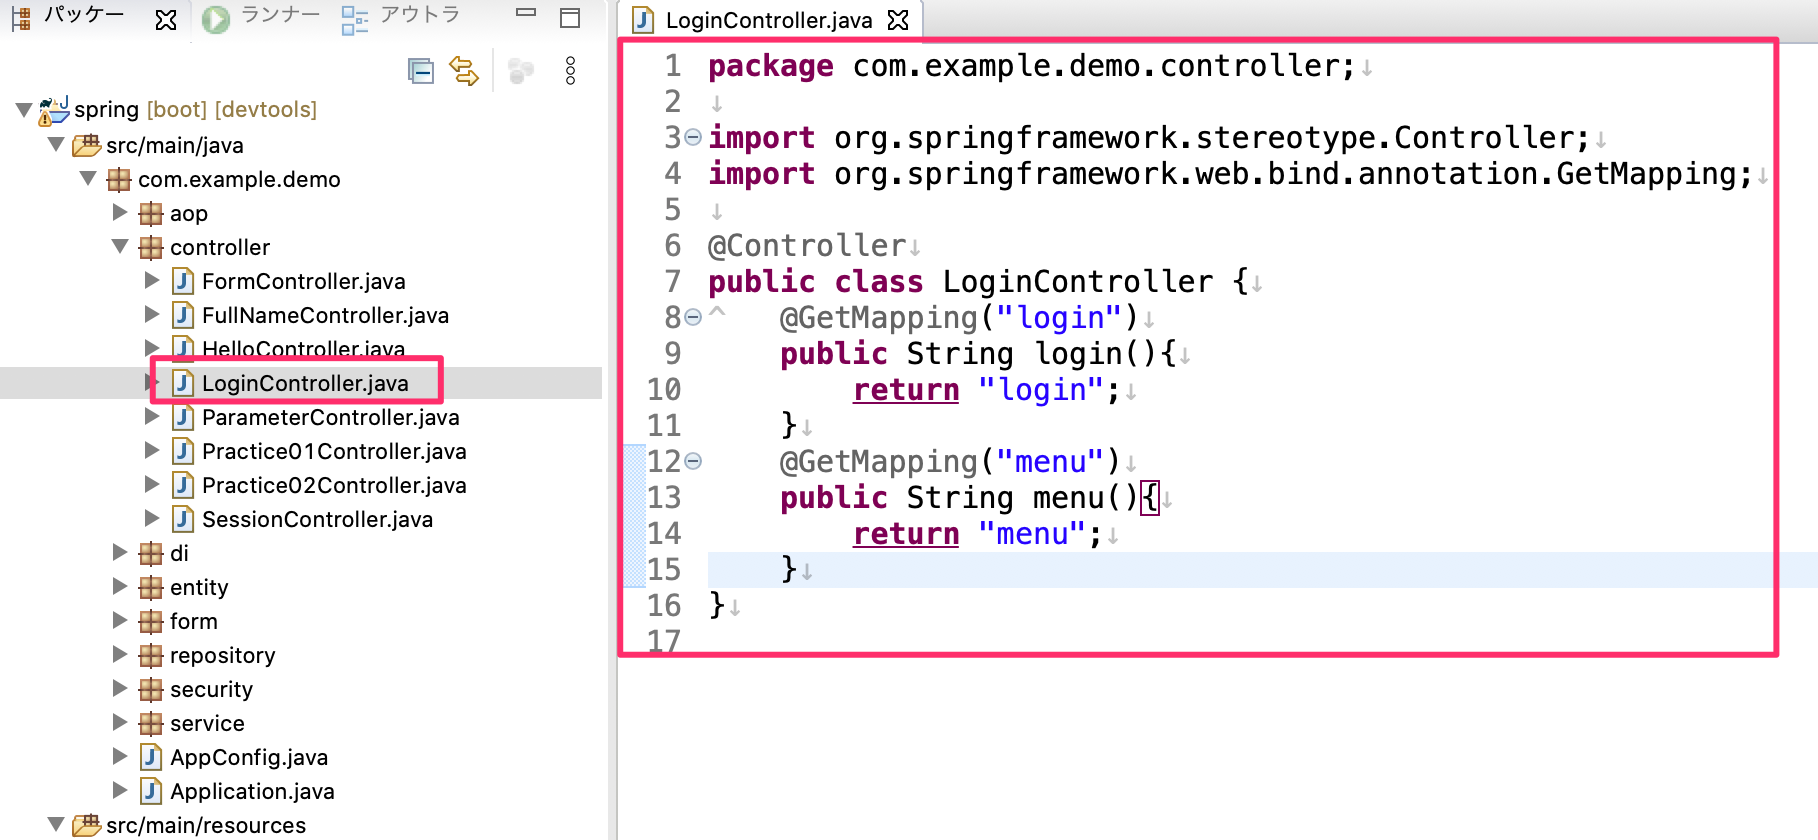 パッケー
ランナー
アウトラ
spring [boot] [devtools]
src/main/java
com.example.demo
aop
controller
FormController.java
FullNameController.java
HelloController.java
LoginController.java
ParameterController.java
Practice01Controller.java
Practice02Controller.java
SessionController.java
di
entity
form
repository
security
service
AppConfig.java
Application.java
src/main/resources
LoginController.java
1 package com.example.demo.controller;↓
2 ↓
3 import org.springframework.stereotype.Controller;↓
4 import org.springframework.web.bind.annotation.GetMapping;↓
5 ↓
6 @Controller↓
7 public class LoginController {↓
8 ^ @GetMapping("login")↓
9 public String login(){↓
10 return "login";↓
11 }↓
12 @GetMapping("menu")↓
13 public String menu(){↓
14 return "menu";↓
15 }↓
16 }↓
17